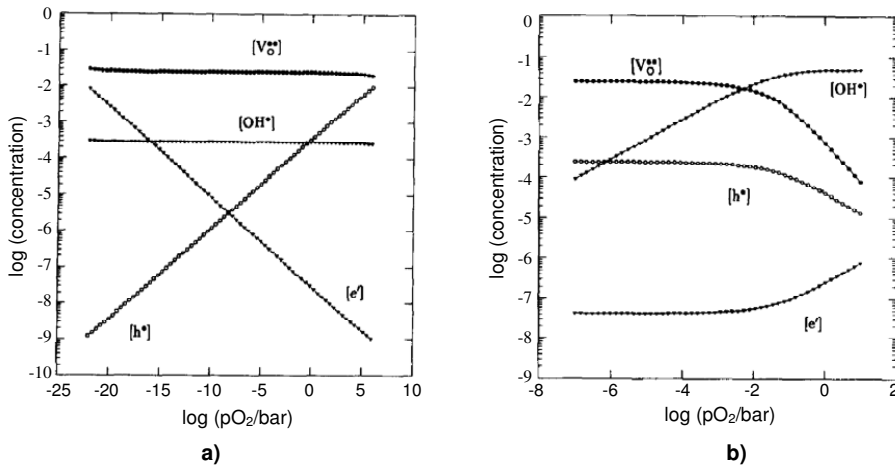 0
-1
-2
-3
-4
-5
-6
-7
-8
-9
-10
log (concentration)
[V_O^••]
[OH•]
[e′]
[h•]
-25 -20 -15 -10 -5 0 5 10
log (pO₂/bar)
a)
0
-1
-2
-3
-4
-5
-6
-7
-8
-9
log (concentration)
[V_O^••]
[OH•]
[h•]
[e′]
-8 -6 -4 -2 0 2
log (pO₂/bar)
b)